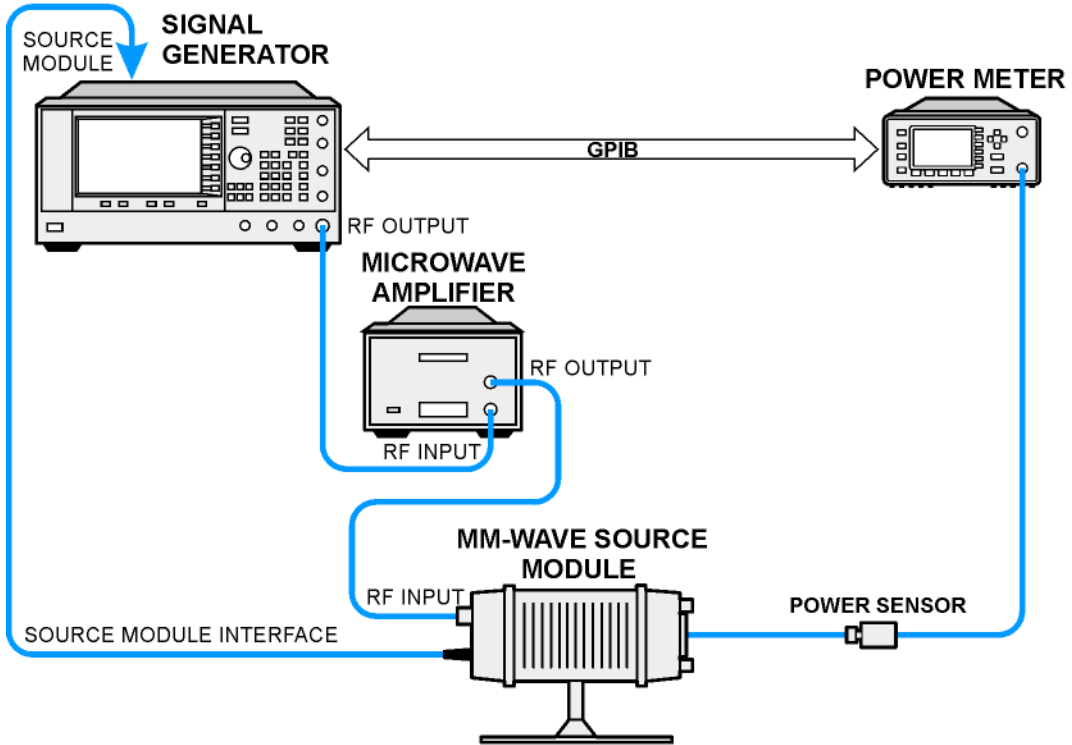 SIGNAL
GENERATOR
SOURCE
MODULE
POWER METER
GPIB
RF OUTPUT
MICROWAVE
AMPLIFIER
RF OUTPUT
RF INPUT
MM-WAVE SOURCE
MODULE
RF INPUT
POWER SENSOR
SOURCE MODULE INTERFACE